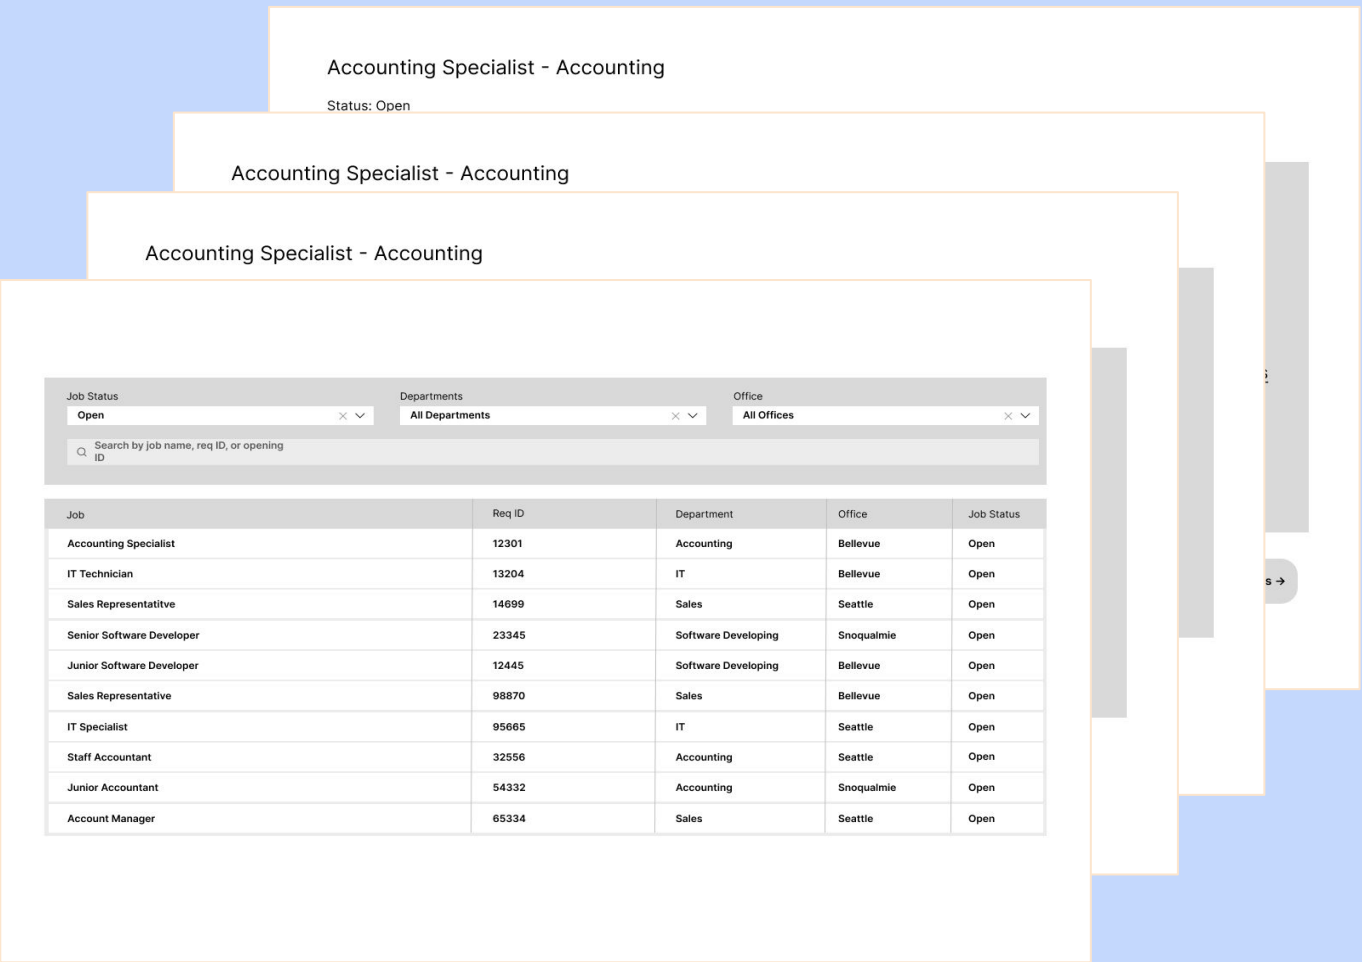 Accounting Specialist - Accounting
Status: Open
Accounting Specialist - Accounting
Accounting Specialist - Accounting
Job Status Departments Office
Open All Departments All Offices
Search by job name, req ID, or opening
ID
Job Req ID Department Office Job Status
Accounting Specialist 12301 Accounting Bellevue Open
IT Technician 13204 IT Bellevue Open
Sales Representatitve 14699 Sales Seattle Open
Senior Software Developer 23345 Software Developing Snoqualmie Open
Junior Software Developer 12445 Software Developing Bellevue Open
Sales Representative 98870 Sales Bellevue Open
IT Specialist 95665 IT Seattle Open
Staff Accountant 32556 Accounting Seattle Open
Junior Accountant 54332 Accounting Snoqualmie Open
Account Manager 65334 Sales Seattle Open